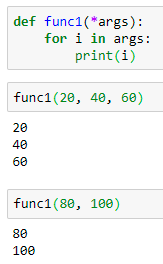 def func1(*args):
    for i in args:
        print(i)
func1(20, 40, 60)
20
40
60
func1(80, 100)
80
100